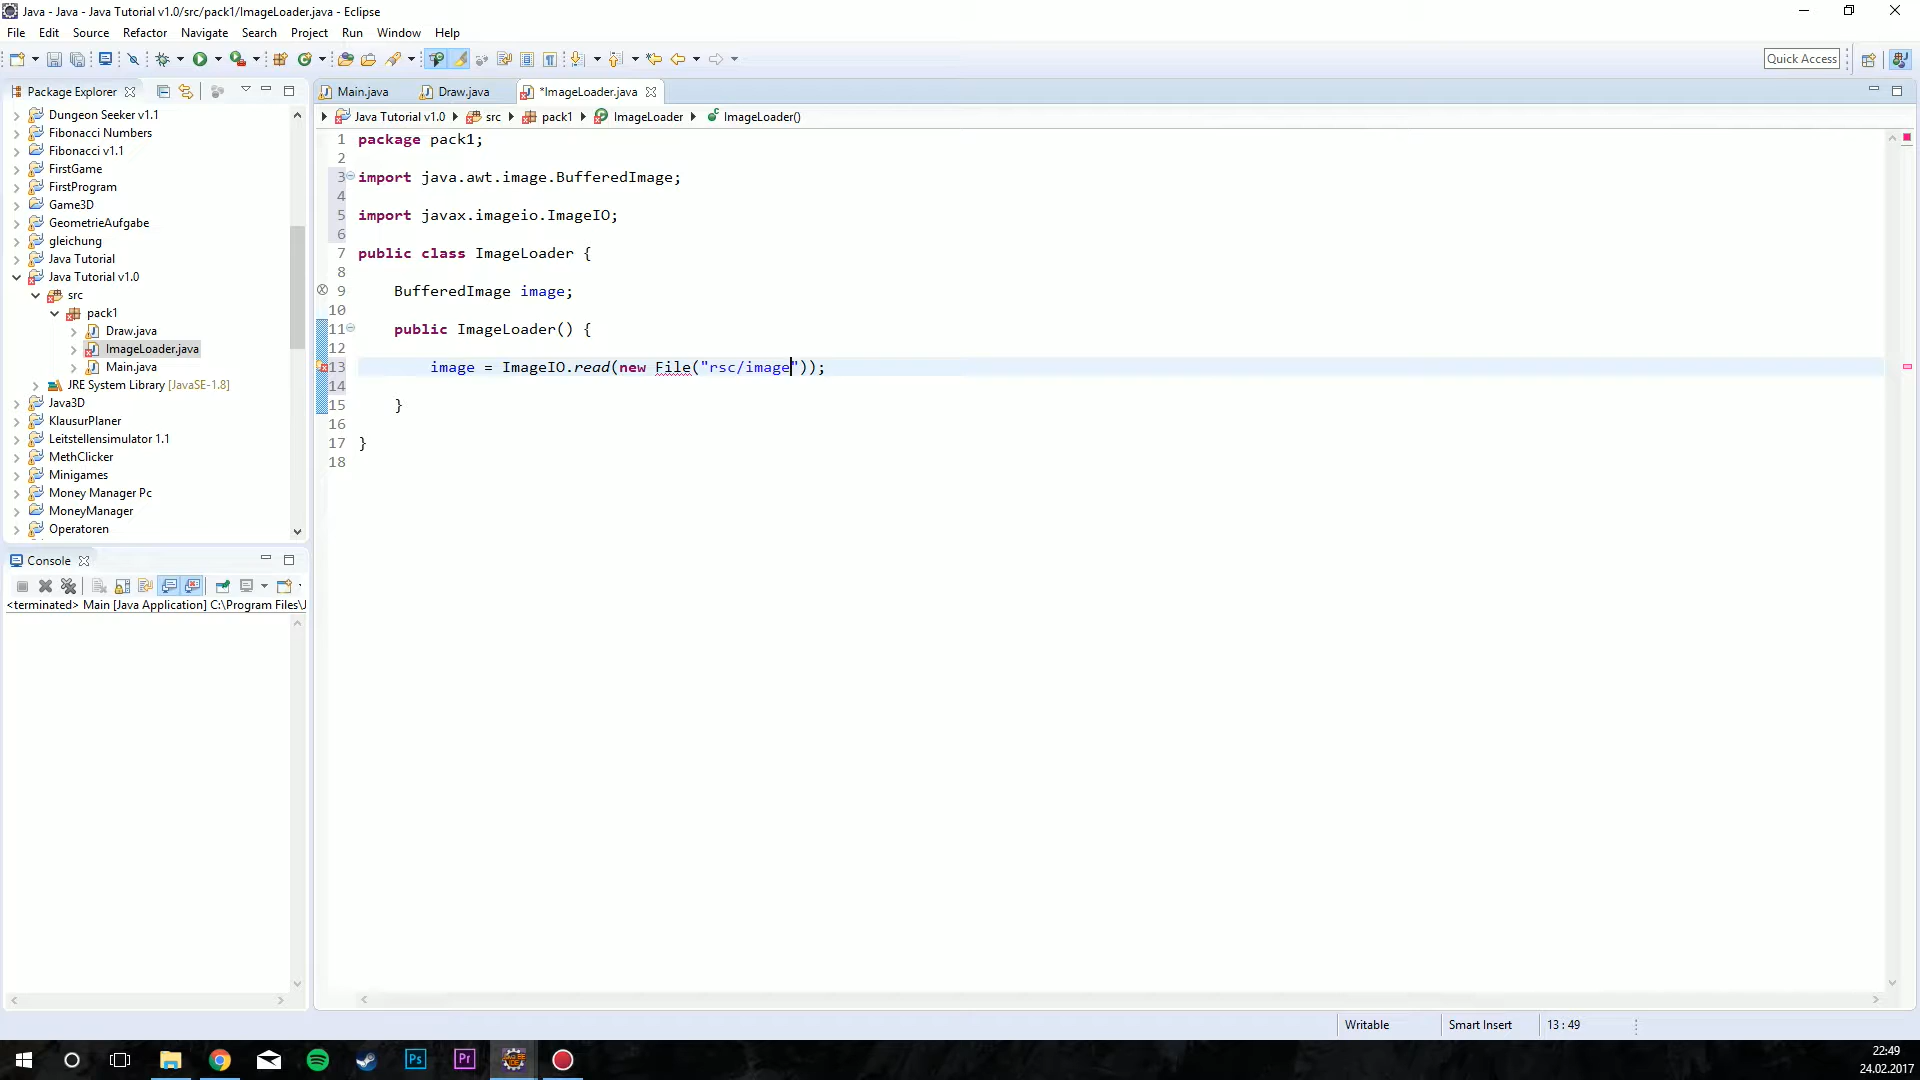 Java - Java - Java Tutorial v1.0/src/pack1/ImageLoader.java - Eclipse
File Edit Source Refactor Navigate Search Project Run Window Help
Quick Access
Package Explorer
Main.java Draw.java *ImageLoader.java
Java Tutorial v1.0 src pack1 ImageLoader ImageLoader()
Dungeon Seeker v1.1
Fibonacci Numbers
Fibonacci v1.1
FirstGame
FirstProgram
Game3D
GeometrieAufgabe
gleichung
Java Tutorial
Java Tutorial v1.0
src
pack1
Draw.java
ImageLoader.java
Main.java
JRE System Library [JavaSE-1.8]
Java3D
KlausurPlaner
Leitstellensimulator 1.1
MethClicker
Minigames
Money Manager Pc
MoneyManager
Operatoren
1 package pack1;
2
3 import java.awt.image.BufferedImage;
4
5 import javax.imageio.ImageIO;
6
7 public class ImageLoader {
8
9 BufferedImage image;
10
11 public ImageLoader() {
12
13 image = ImageIO.read(new File("rsc/image"));
14
15 }
16
17 }
18
Console
<terminated> Main [Java Application] C:\Program Files\J
Writable Smart Insert 13 : 49
Ps Pr
22:49
24.02.2017